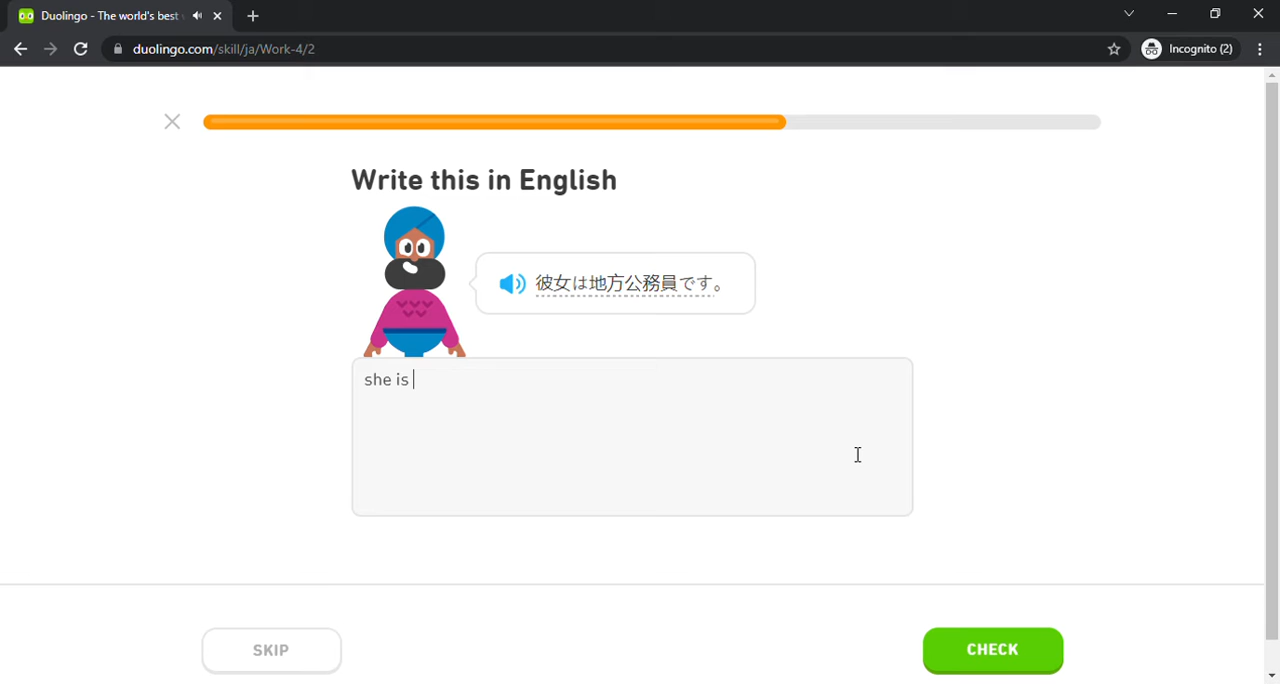 Duolingo - The world's best
duolingo.com/skill/ja/Work-4/2
Incognito (2)
Write this in English
彼女は地方公務員です。
she is
SKIP
CHECK